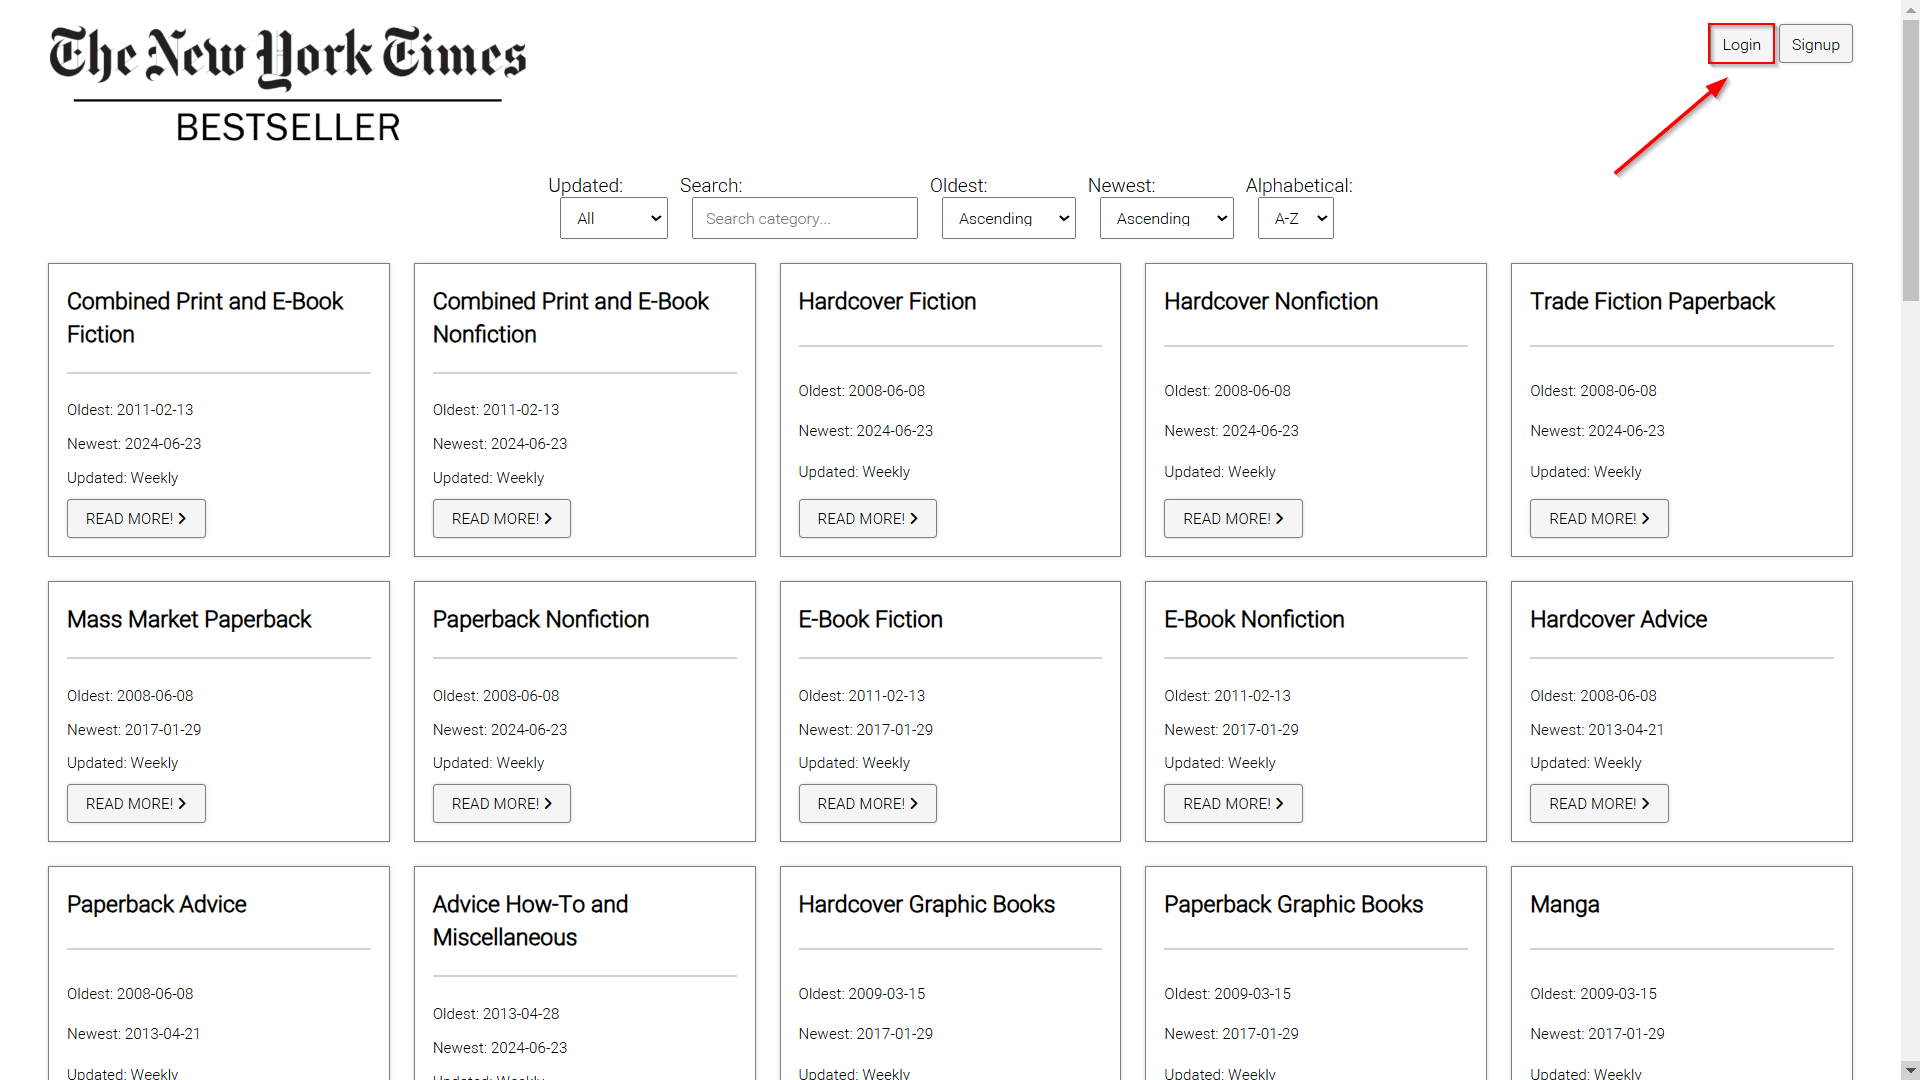 The New York Times
BESTSELLER
Login
Signup
Updated:
All
Search:
Search category...
Oldest:
Ascending
Newest:
Ascending
Alphabetical:
A-Z
Combined Print and E-Book
Fiction
Oldest: 2011-02-13
Newest: 2024-06-23
Updated: Weekly
READ MORE!
Combined Print and E-Book
Nonfiction
Oldest: 2011-02-13
Newest: 2024-06-23
Updated: Weekly
READ MORE!
Hardcover Fiction
Oldest: 2008-06-08
Newest: 2024-06-23
Updated: Weekly
READ MORE!
Hardcover Nonfiction
Oldest: 2008-06-08
Newest: 2024-06-23
Updated: Weekly
READ MORE!
Trade Fiction Paperback
Oldest: 2008-06-08
Newest: 2024-06-23
Updated: Weekly
READ MORE!
Mass Market Paperback
Oldest: 2008-06-08
Newest: 2017-01-29
Updated: Weekly
READ MORE!
Paperback Nonfiction
Oldest: 2008-06-08
Newest: 2024-06-23
Updated: Weekly
READ MORE!
E-Book Fiction
Oldest: 2011-02-13
Newest: 2017-01-29
Updated: Weekly
READ MORE!
E-Book Nonfiction
Oldest: 2011-02-13
Newest: 2017-01-29
Updated: Weekly
READ MORE!
Hardcover Advice
Oldest: 2008-06-08
Newest: 2013-04-21
Updated: Weekly
READ MORE!
Paperback Advice
Oldest: 2008-06-08
Newest: 2013-04-21
Updated: Weekly
Advice How-To and
Miscellaneous
Oldest: 2013-04-28
Newest: 2024-06-23
Updated: Weekly
Hardcover Graphic Books
Oldest: 2009-03-15
Newest: 2017-01-29
Updated: Weekly
Paperback Graphic Books
Oldest: 2009-03-15
Newest: 2017-01-29
Updated: Weekly
Manga
Oldest: 2009-03-15
Newest: 2017-01-29
Updated: Weekly